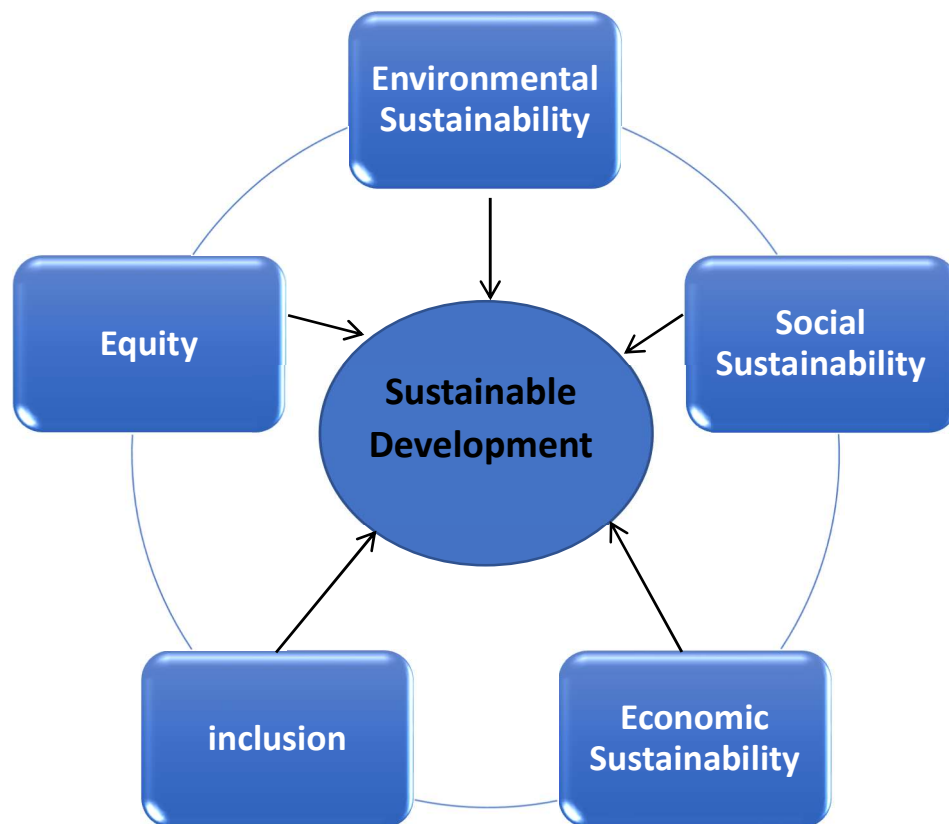 Environmental
Sustainability
Equity
Social
Sustainability
Sustainable
Development
inclusion
Economic
Sustainability